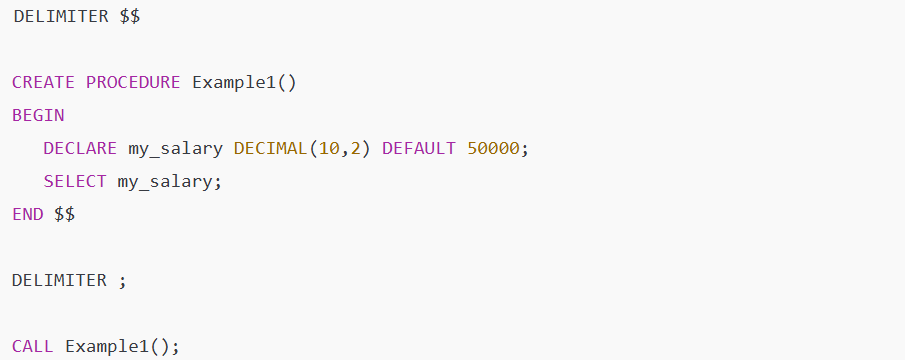 DELIMITER $$
CREATE PROCEDURE Example1()
BEGIN
DECLARE my_salary DECIMAL(10,2) DEFAULT 50000;
SELECT my_salary;
END $$
DELIMITER ;
CALL Example1();